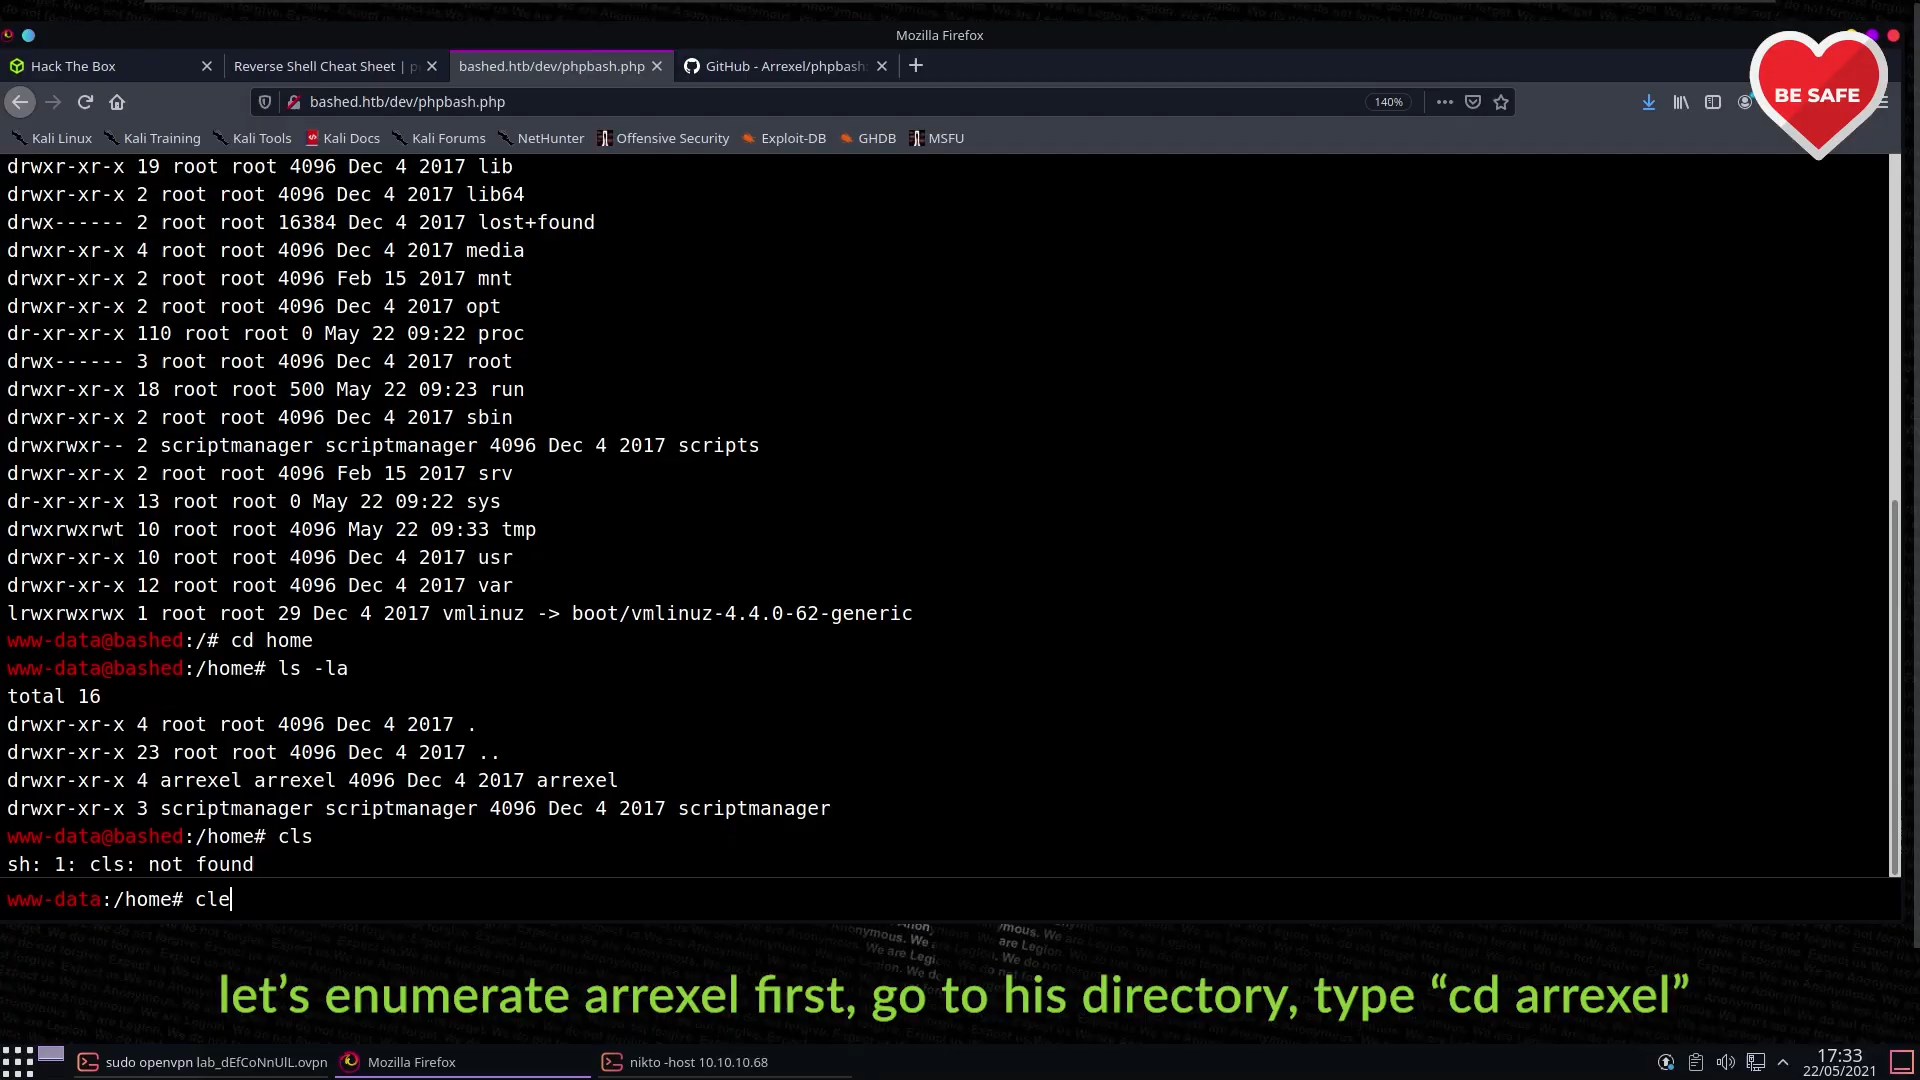 Mozilla Firefox
Hack The Box
Reverse Shell Cheat Sheet | p
bashed.htb/dev/phpbash.php
GitHub - Arrexel/phpbash
bashed.htb/dev/phpbash.php
140%
BE SAFE
Kali Linux Kali Training Kali Tools Kali Docs Kali Forums NetHunter Offensive Security Exploit-DB GHDB MSFU
drwxr-xr-x 19 root root 4096 Dec 4 2017 lib
drwxr-xr-x 2 root root 4096 Dec 4 2017 lib64
drwx------ 2 root root 16384 Dec 4 2017 lost+found
drwxr-xr-x 4 root root 4096 Dec 4 2017 media
drwxr-xr-x 2 root root 4096 Feb 15 2017 mnt
drwxr-xr-x 2 root root 4096 Dec 4 2017 opt
dr-xr-xr-x 110 root root 0 May 22 09:22 proc
drwx------ 3 root root 4096 Dec 4 2017 root
drwxr-xr-x 18 root root 500 May 22 09:23 run
drwxr-xr-x 2 root root 4096 Dec 4 2017 sbin
drwxrwxr-- 2 scriptmanager scriptmanager 4096 Dec 4 2017 scripts
drwxr-xr-x 2 root root 4096 Feb 15 2017 srv
dr-xr-xr-x 13 root root 0 May 22 09:22 sys
drwxrwxrwt 10 root root 4096 May 22 09:33 tmp
drwxr-xr-x 10 root root 4096 Dec 4 2017 usr
drwxr-xr-x 12 root root 4096 Dec 4 2017 var
lrwxrwxrwx 1 root root 29 Dec 4 2017 vmlinuz -> boot/vmlinuz-4.4.0-62-generic
www-data@bashed:/# cd home
www-data@bashed:/home# ls -la
total 16
drwxr-xr-x 4 root root 4096 Dec 4 2017 .
drwxr-xr-x 23 root root 4096 Dec 4 2017 ..
drwxr-xr-x 4 arrexel arrexel 4096 Dec 4 2017 arrexel
drwxr-xr-x 3 scriptmanager scriptmanager 4096 Dec 4 2017 scriptmanager
www-data@bashed:/home# cls
sh: 1: cls: not found
www-data:/home# cle
let’s enumerate arrexel first, go to his directory, type “cd arrexel”
sudo openvpn lab_dEfCoNnUlL.ovpn
Mozilla Firefox
nikto -host 10.10.10.68
17:33
22/05/2021